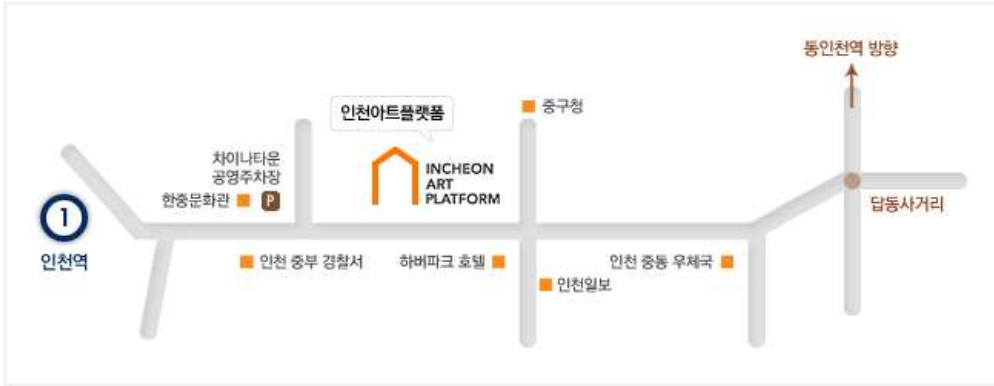 동인천역 방향
인천아트플랫폼
중구청
차이나타운
공영주차장
한중문화관
P
INCHEON
ART
PLATFORM
1
인천역
답동사거리
인천 중부 경찰서
하버파크 호텔
인천 중동 우체국
인천일보